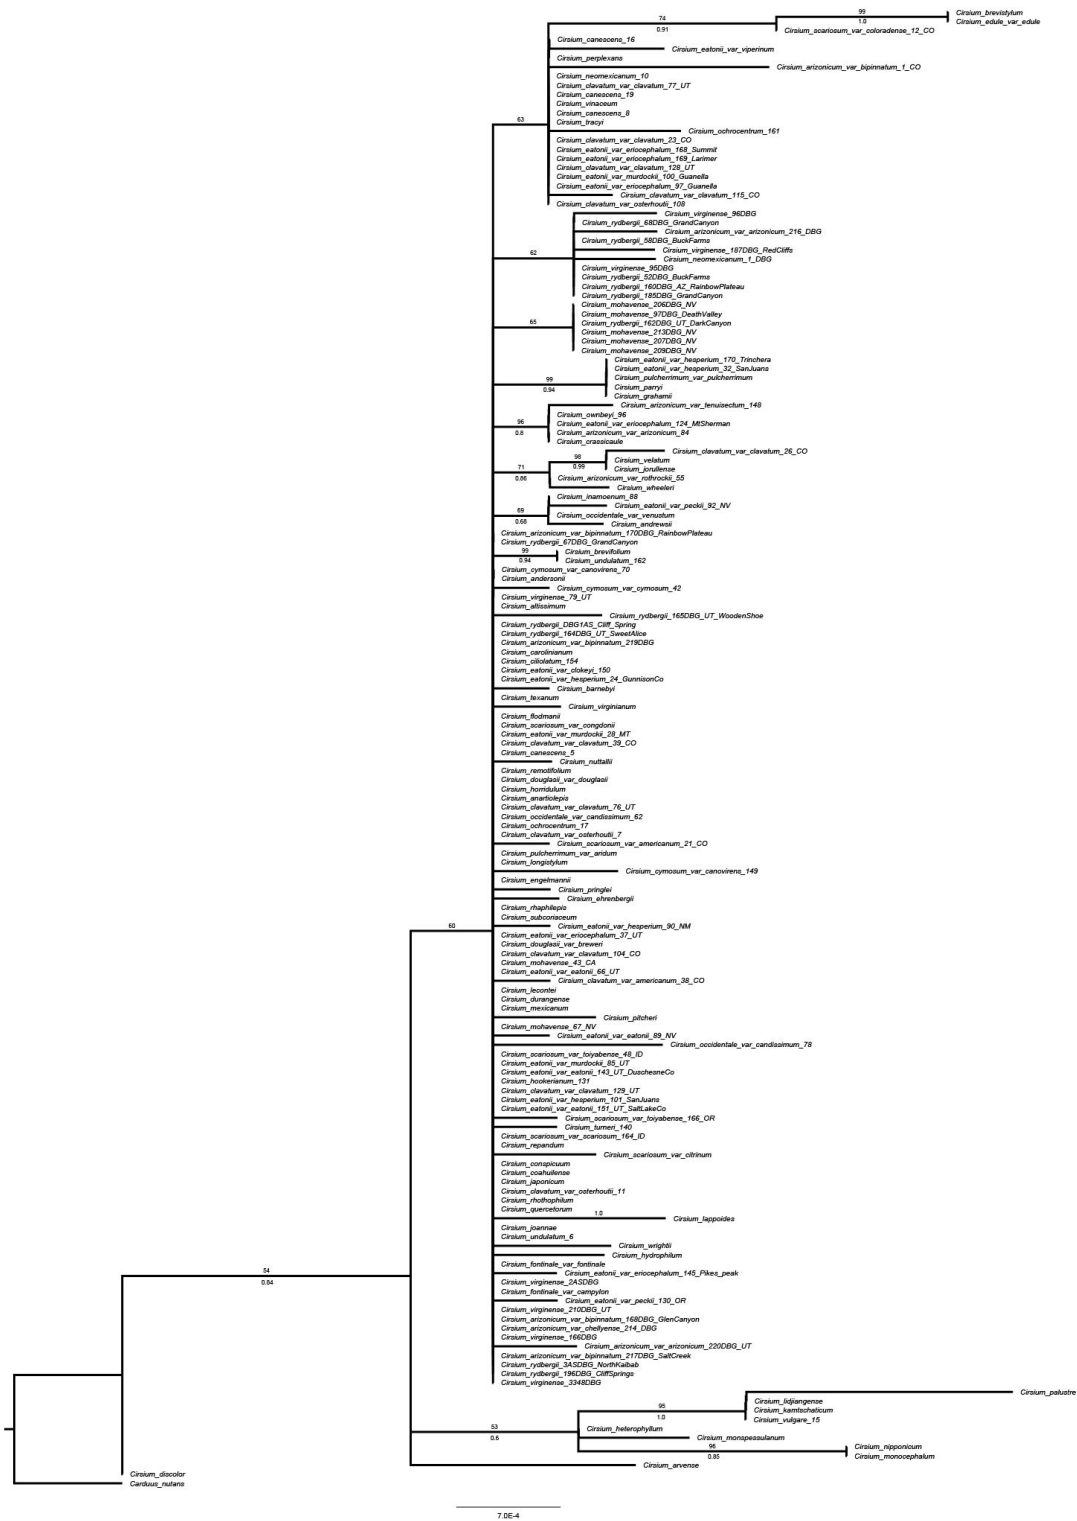 99
Cirsium_brevistylum
74
1.0
Cirsium_edule_var_edule
0.91
Cirsium_scariosum_var_coloradense_12_CO
Cirsium_canescens_16
Cirsium_eatonii_var_viperinum
Cirsium_perplexans
Cirsium_arizonicum_var_bipinnatum_1_CO
Cirsium_neomexicanum_10
Cirsium_clavatum_var_clavatum_77_UT
Cirsium_canescens_19
Cirsium_vinaceum
Cirsium_canescens_8
63
Cirsium_tracyi
Cirsium_ochrocentrum_161
Cirsium_clavatum_var_clavatum_23_CO
Cirsium_eatonii_var_eriocephalum_168_Summit
Cirsium_eatonii_var_eriocephalum_169_Larimer
Cirsium_clavatum_var_clavatum_128_UT
Cirsium_eatonii_var_murdockii_100_Guanella
Cirsium_eatonii_var_eriocephalum_97_Guanella
Cirsium_clavatum_var_clavatum_115_CO
Cirsium_clavatum_var_osterhoutii_108
Cirsium_virginense_96DBG
Cirsium_rydbergii_68DBG_GrandCanyon
Cirsium_arizonicum_var_arizonicum_216_DBG
Cirsium_rydbergii_58DBG_BuckFarms
62
Cirsium_virginense_187DBG_RedCliffs
Cirsium_neomexicanum_1_DBG
Cirsium_virginense_95DBG
Cirsium_rydbergii_52DBG_BuckFarms
Cirsium_rydbergii_160DBG_AZ_RainbowPlateau
Cirsium_rydbergii_185DBG_GrandCanyon
Cirsium_mohavense_206DBG_NV
Cirsium_mohavense_97DBG_DeathValley
65
Cirsium_rydbergii_162DBG_UT_DarkCanyon
Cirsium_mohavense_213DBG_NV
Cirsium_mohavense_207DBG_NV
Cirsium_mohavense_209DBG_NV
Cirsium_eatonii_var_hesperium_170_Trinchera
Cirsium_eatonii_var_hesperium_32_SanJuans
99
Cirsium_pulcherrimum_var_pulcherrimum
0.94
Cirsium_parryi
Cirsium_grahamii
Cirsium_arizonicum_var_tenuisectum_148
Cirsium_ownbeyi_96
96
Cirsium_eatonii_var_eriocephalum_124_MtSherman
0.8
Cirsium_arizonicum_var_arizonicum_84
Cirsium_crassicaule
Cirsium_clavatum_var_clavatum_26_CO
98
Cirsium_velatum
71
0.99
Cirsium_jorullense
0.86
Cirsium_arizonicum_var_rothrockii_55
Cirsium_wheeleri
Cirsium_inamoenum_88
69
Cirsium_eatonii_var_peckii_92_NV
0.68
Cirsium_occidentale_var_venustum
Cirsium_andrewsii
Cirsium_arizonicum_var_bipinnatum_170DBG_RainbowPlateau
Cirsium_rydbergii_67DBG_GrandCanyon
99
Cirsium_brevifolium
0.94
Cirsium_undulatum_162
Cirsium_cymosum_var_canovirens_70
Cirsium_andersonii
Cirsium_cymosum_var_cymosum_42
Cirsium_virginense_79_UT
Cirsium_altissimum
Cirsium_rydbergii_165DBG_UT_WoodenShoe
Cirsium_rydbergii_DBG1AS_Cliff_Spring
Cirsium_rydbergii_164DBG_UT_SweetAlice
Cirsium_arizonicum_var_bipinnatum_219DBG
Cirsium_carolinianum
Cirsium_ciliolatum_154
Cirsium_eatonii_var_clokeyi_150
Cirsium_eatonii_var_hesperium_24_GunnisonCo
Cirsium_barnebyi
Cirsium_texanum
Cirsium_virginianum
Cirsium_flodmanii
Cirsium_scariosum_var_congdonii
Cirsium_eatonii_var_murdockii_28_MT
Cirsium_clavatum_var_clavatum_39_CO
Cirsium_canescens_5
Cirsium_nuttallii
Cirsium_remotifolium
Cirsium_douglasii_var_douglasii
Cirsium_horridulum
Cirsium_anartiolepis
Cirsium_clavatum_var_clavatum_76_UT
Cirsium_occidentale_var_candissimum_62
Cirsium_ochrocentrum_17
Cirsium_clavatum_var_osterhoutii_7
Cirsium_scariosum_var_americanum_21_CO
Cirsium_pulcherrimum_var_aridum
Cirsium_longistylum
Cirsium_cymosum_var_canovirens_149
Cirsium_engelmannii
Cirsium_pringlei
Cirsium_ehrenbergii
Cirsium_rhaphilepis
Cirsium_subcoriaceum
60
Cirsium_eatonii_var_hesperium_90_NM
Cirsium_eatonii_var_eriocephalum_37_UT
Cirsium_douglasii_var_breweri
Cirsium_clavatum_var_clavatum_104_CO
Cirsium_mohavense_43_CA
Cirsium_eatonii_var_eatonii_66_UT
Cirsium_clavatum_var_americanum_38_CO
Cirsium_lecontei
Cirsium_durangense
Cirsium_mexicanum
Cirsium_pitcheri
Cirsium_mohavense_67_NV
Cirsium_eatonii_var_eatonii_89_NV
Cirsium_occidentale_var_candissimum_78
Cirsium_scariosum_var_toiyabense_48_ID
Cirsium_eatonii_var_murdockii_85_UT
Cirsium_eatonii_var_eatonii_143_UT_DuschesneCo
Cirsium_hookerianum_131
Cirsium_clavatum_var_clavatum_129_UT
Cirsium_eatonii_var_hesperium_101_SanJuans
Cirsium_eatonii_var_eatonii_151_UT_SaltLakeCo
Cirsium_scariosum_var_toiyabense_166_OR
Cirsium_turneri_140
Cirsium_scariosum_var_scariosum_164_ID
Cirsium_repandum
Cirsium_scariosum_var_citrinum
Cirsium_conspicuum
Cirsium_coahuilense
Cirsium_japonicum
Cirsium_clavatum_var_osterhoutii_11
Cirsium_rhothophilum
Cirsium_quercetorum
1.0
Cirsium_lappoides
Cirsium_joannae
Cirsium_undulatum_6
Cirsium_wrightii
Cirsium_hydrophilum
Cirsium_fontinale_var_fontinale
54
Cirsium_eatonii_var_eriocephalum_145_Pikes_peak
0.84
Cirsium_virginense_2ASDBG
Cirsium_fontinale_var_campylon
Cirsium_eatonii_var_peckii_130_OR
Cirsium_virginense_210DBG_UT
Cirsium_arizonicum_var_bipinnatum_168DBG_GlenCanyon
Cirsium_arizonicum_var_chellyense_214_DBG
Cirsium_virginense_166DBG
Cirsium_arizonicum_var_arizonicum_220DBG_UT
Cirsium_arizonicum_var_bipinnatum_217DBG_SaltCreek
Cirsium_rydbergii_3ASDBG_NorthKaibab
Cirsium_rydbergii_196DBG_CliffSprings
Cirsium_virginense_3348DBG
Cirsium_palustre
Cirsium_lidjiangense
95
Cirsium_kamtschaticum
1.0
Cirsium_vulgare_15
53
Cirsium_heterophyllum
0.6
Cirsium_monspessulanum
96
Cirsium_nipponicum
0.85
Cirsium_monocephalum
Cirsium_arvense
Cirsium_discolor
Carduus_nutans
7.0E-4